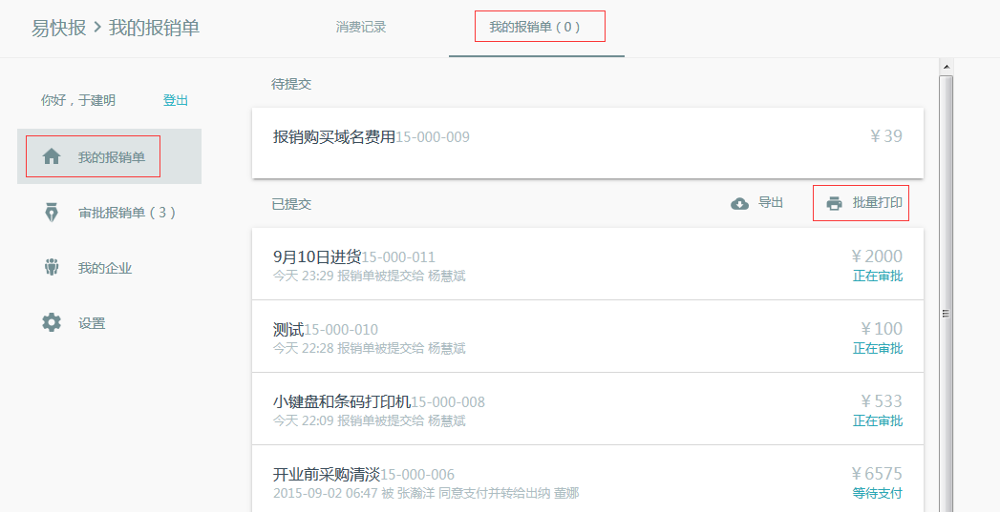 易快报 > 我的报销单
消费记录
我的报销单（0）
你好，于建明 登出
我的报销单
审批报销单（3）
我的企业
设置
待提交
报销购买域名费用15-000-009 ￥39
已提交 导出 批量打印
9月10日进货15-000-011 ￥2000
今天 23:29 报销单被提交给 杨慧斌 正在审批
测试15-000-010 ￥100
今天 22:28 报销单被提交给 杨慧斌 正在审批
小键盘和条码打印机15-000-008 ￥533
今天 22:09 报销单被提交给 杨慧斌 正在审批
开业前采购清淡15-000-006 ￥6575
2015-09-02 06:47 被 张瀚洋 同意支付并转给出纳 董娜 等待支付